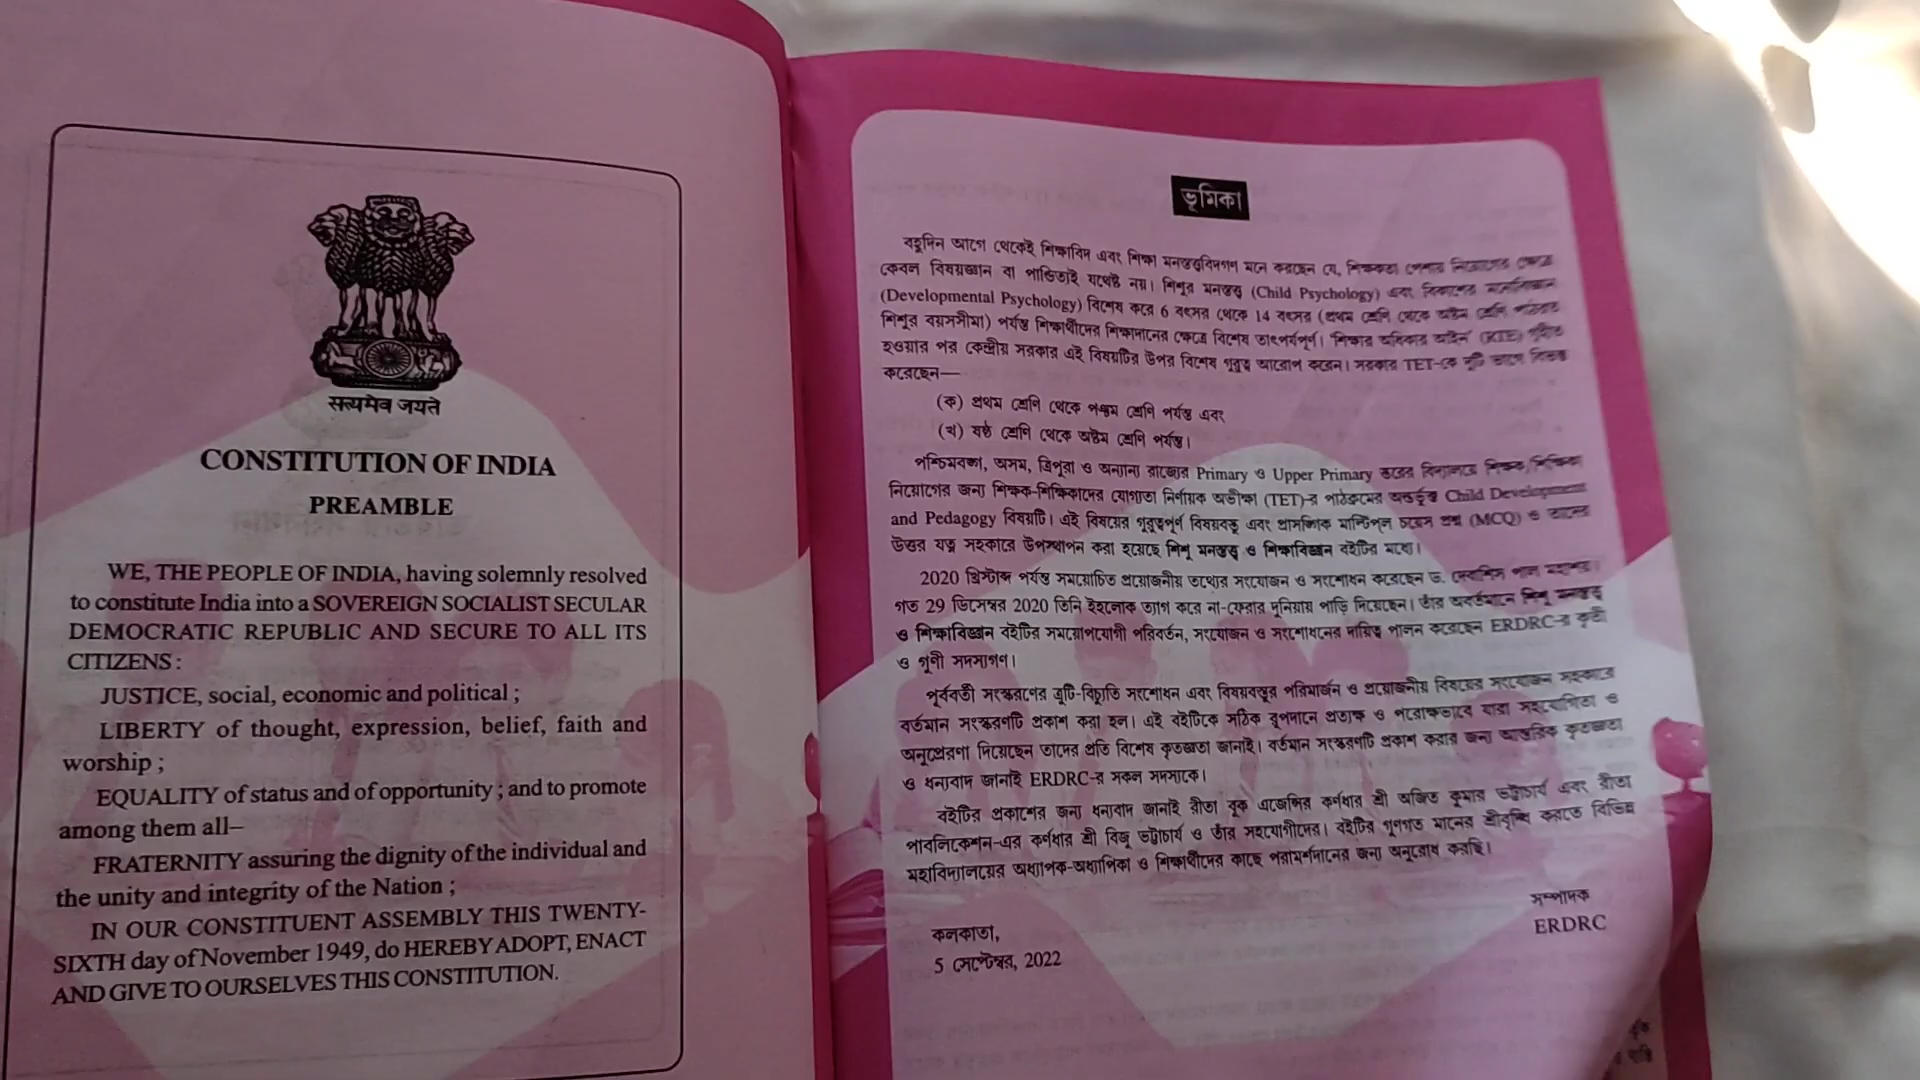 सत्यमेव जयते
CONSTITUTION OF INDIA
PREAMBLE
WE, THE PEOPLE OF INDIA, having solemnly resolved
to constitute India into a SOVEREIGN SOCIALIST SECULAR
DEMOCRATIC REPUBLIC AND SECURE TO ALL ITS
CITIZENS :
JUSTICE, social, economic and political ;
LIBERTY of thought, expression, belief, faith and
worship ;
EQUALITY of status and of opportunity ; and to promote
among them all–
FRATERNITY assuring the dignity of the individual and
the unity and integrity of the Nation ;
IN OUR CONSTITUENT ASSEMBLY THIS TWENTY-
SIXTH day of November 1949, do HEREBY ADOPT, ENACT
AND GIVE TO OURSELVES THIS CONSTITUTION.
ভূমিকা
বহুদিন আগে থেকেই শিক্ষাবিদ এবং শিক্ষা মনস্তত্ত্ববিদগণ মনে করছেন যে, শিক্ষকতা পেশায় নিয়োগের ক্ষেত্রে
কেবল বিষয়জ্ঞান বা পাণ্ডিত্যই যথেষ্ট নয়। শিশুর মনস্তত্ত্ব (Child Psychology) এবং বিকাশের মনোবিজ্ঞান
(Developmental Psychology) বিশেষ করে 6 বৎসর থেকে 14 বৎসর (প্রথম শ্রেণি থেকে অষ্টম শ্রেণি পাঠরত
শিশুর বয়সসীমা) পর্যন্ত শিক্ষার্থীদের শিক্ষাদানের ক্ষেত্রে বিশেষ তাৎপর্যপূর্ণ। শিক্ষার অধিকার আইন (RTE) গৃহীত
হওয়ার পর কেন্দ্রীয় সরকার এই বিষয়টির উপর বিশেষ গুরুত্ব আরোপ করেন। সরকার TET-কে দুটি ভাগে বিভক্ত
করেছেন—
(ক) প্রথম শ্রেণি থেকে পঞ্চম শ্রেণি পর্যন্ত এবং
(খ) ষষ্ঠ শ্রেণি থেকে অষ্টম শ্রেণি পর্যন্ত।
পশ্চিমবঙ্গ, অসম, ত্রিপুরা ও অন্যান্য রাজ্যের Primary ও Upper Primary স্তরের বিদ্যালয়ে শিক্ষক/শিক্ষিকা
নিয়োগের জন্য শিক্ষক-শিক্ষিকাদের যোগ্যতা নির্ণায়ক অভীক্ষা (TET)-র পাঠক্রমের অন্তর্ভুক্ত Child Development
and Pedagogy বিষয়টি। এই বিষয়ের গুরুত্বপূর্ণ বিষয়বস্তু এবং প্রাসঙ্গিক মাল্টিপল চয়েস প্রশ্ন (MCQ) ও তাদের
উত্তর যত্ন সহকারে উপস্থাপন করা হয়েছে শিশু মনস্তত্ত্ব ও শিক্ষাবিজ্ঞান বইটির মধ্যে।
2020 খ্রিস্টাব্দ পর্যন্ত সময়োচিত প্রয়োজনীয় তথ্যের সংযোজন ও সংশোধন করেছেন ড. দেবাশিস পাল মহাশয়।
গত 29 ডিসেম্বর 2020 তিনি ইহলোক ত্যাগ করে না-ফেরার দুনিয়ায় পাড়ি দিয়েছেন। তাঁর অবর্তমানে শিশু মনস্তত্ত্ব
ও শিক্ষাবিজ্ঞান বইটির সময়োপযোগী পরিবর্তন, সংযোজন ও সংশোধনের দায়িত্ব পালন করেছেন ERDRC-র কৃতী
ও গুণী সদস্যগণ।
পূর্ববর্তী সংস্করণের ত্রুটি-বিচ্যুতি সংশোধন এবং বিষয়বস্তুর পরিমার্জন ও প্রয়োজনীয় বিষয়ের সংযোজন সহকারে
বর্তমান সংস্করণটি প্রকাশ করা হল। এই বইটিকে সঠিক রূপদানে প্রত্যক্ষ ও পরোক্ষভাবে যারা সহযোগিতা ও
অনুপ্রেরণা দিয়েছেন তাদের প্রতি বিশেষ কৃতজ্ঞতা জানাই। বর্তমান সংস্করণটি প্রকাশ করার জন্য আন্তরিক কৃতজ্ঞতা
ও ধন্যবাদ জানাই ERDRC-র সকল সদস্যকে।
বইটির প্রকাশের জন্য ধন্যবাদ জানাই রীতা বুক এজেন্সির কর্ণধার শ্রী অজিত কুমার ভট্টাচার্য এবং রীতা
পাবলিকেশন-এর কর্ণধার শ্রী বিজু ভট্টাচার্য ও তাঁর সহযোগীদের। বইটির গুণগত মানের শ্রীবৃদ্ধি করতে বিভিন্ন
মহাবিদ্যালয়ের অধ্যাপক-অধ্যাপিকা ও শিক্ষার্থীদের কাছে পরামর্শদানের জন্য অনুরোধ করছি।
সম্পাদক
ERDRC
কলকাতা,
5 সেপ্টেম্বর, 2022